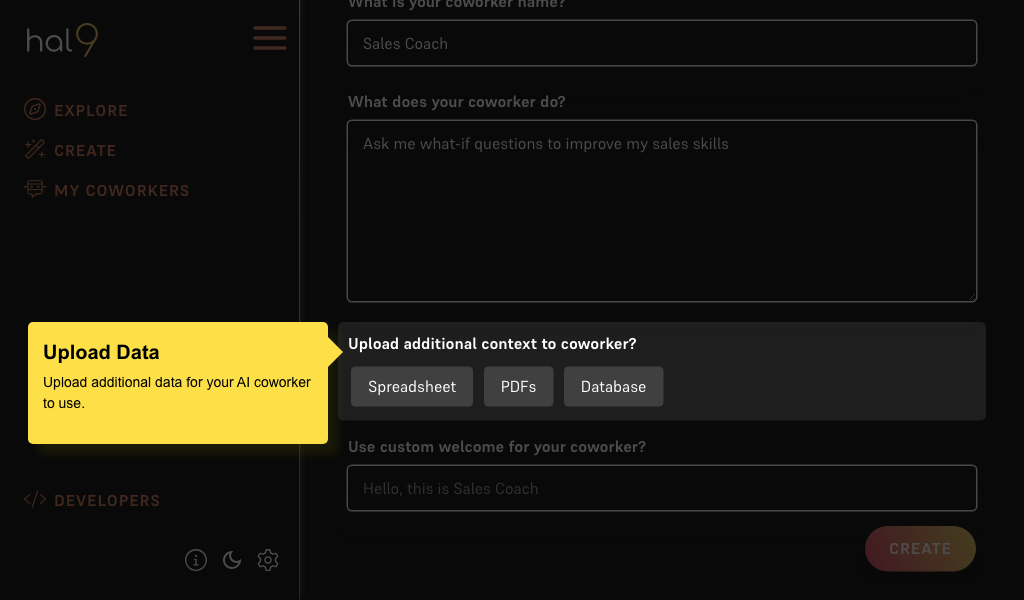 What is your coworker name?
hal9
Sales Coach
EXPLORE
What does your coworker do?
CREATE
Ask me what-if questions to improve my sales skills
MY COWORKERS
Upload Data
Upload additional data for your AI coworker
to use.
Upload additional context to coworker?
Spreadsheet
PDFs
Database
Use custom welcome for your coworker?
Hello, this is Sales Coach
DEVELOPERS
CREATE